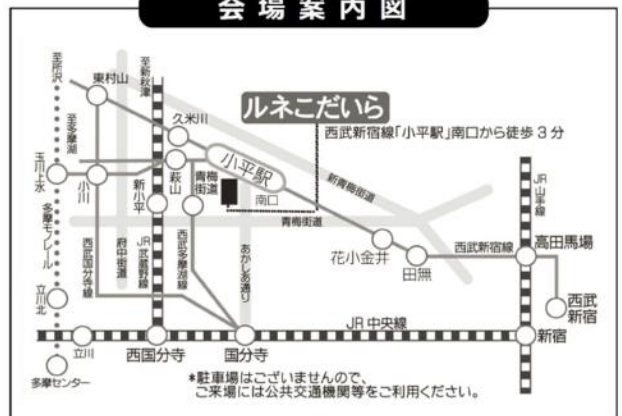 会場案内図
至所沢
東村山
至新秋津
至多摩湖
久米川
ルネこだいら
西武新宿線「小平駅」南口から徒歩3分
玉川上水
小川
新小平
萩山
青梅街道
小平駅
南口
新青梅街道
青梅街道
JR山手線
多摩モノレール
西武国分寺線
府中街道
JR武蔵野線
西武多摩湖線
あかしあ通り
花小金井
田無
西武新宿線
高田馬場
立川北
西武新宿
JR中央線
立川
西国分寺
国分寺
新宿
多摩センター
*駐車場はございませんので、
ご来場には公共交通機関等をご利用ください。